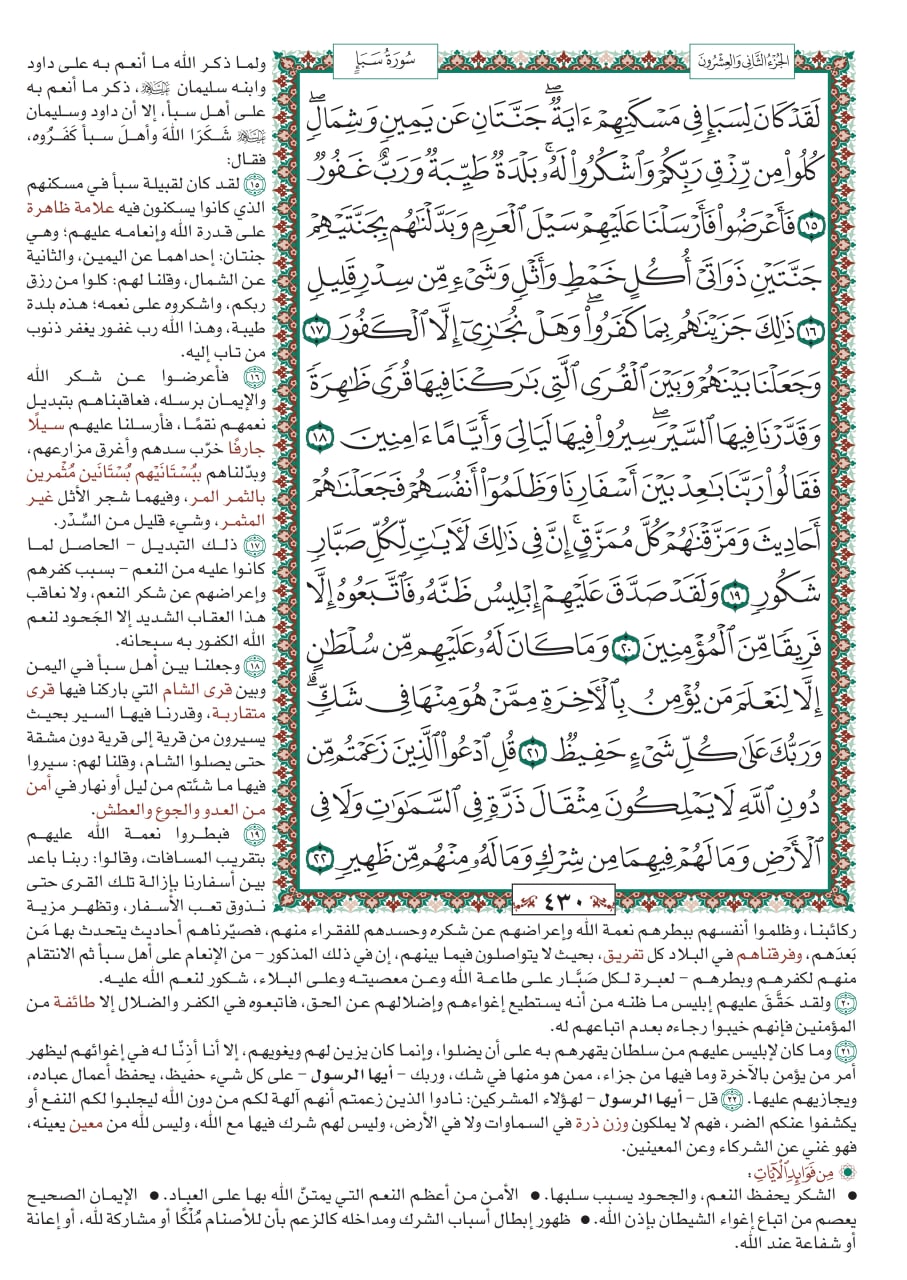 الجُزْءُ الثَّانِي وَالعِشْرُونَ
سُورَةُ سَبَإٍ
لَقَدْ كَانَ لِسَبَإٍ فِي مَسْكَنِهِمْ ءَايَةٌ ۖ جَنَّتَانِ عَن يَمِينٍ وَشِمَالٍ ۖ
كُلُوا۟ مِن رِّزْقِ رَبِّكُمْ وَٱشْكُرُوا۟ لَهُۥ ۚ بَلْدَةٌ طَيِّبَةٌ وَرَبٌّ غَفُورٌ
١٥ فَأَعْرَضُوا۟ فَأَرْسَلْنَا عَلَيْهِمْ سَيْلَ ٱلْعَرِمِ وَبَدَّلْنَٰهُم بِجَنَّتَيْهِمْ
جَنَّتَيْنِ ذَوَاتَىْ أُكُلٍ خَمْطٍ وَأَثْلٍ وَشَىْءٍ مِّن سِدْرٍ قَلِيلٍ
١٦ ذَٰلِكَ جَزَيْنَٰهُم بِمَا كَفَرُوا۟ ۖ وَهَلْ نُجَٰزِىٓ إِلَّا ٱلْكَفُورَ ١٧
وَجَعَلْنَا بَيْنَهُمْ وَبَيْنَ ٱلْقُرَى ٱلَّتِى بَٰرَكْنَا فِيهَا قُرًى ظَٰهِرَةً
وَقَدَّرْنَا فِيهَا ٱلسَّيْرَ ۖ سِيرُوا۟ فِيهَا لَيَالِىَ وَأَيَّامًا ءَامِنِينَ ١٨
فَقَالُوا۟ رَبَّنَا بَٰعِدْ بَيْنَ أَسْفَارِنَا وَظَلَمُوٓا۟ أَنفُسَهُمْ فَجَعَلْنَٰهُمْ
أَحَادِيثَ وَمَزَّقْنَٰهُمْ كُلَّ مُمَزَّقٍ ۚ إِنَّ فِى ذَٰلِكَ لَءَايَٰتٍ لِّكُلِّ صَبَّارٍ
شَكُورٍ ١٩ وَلَقَدْ صَدَّقَ عَلَيْهِمْ إِبْلِيسُ ظَنَّهُۥ فَٱتَّبَعُوهُ إِلَّا
فَرِيقًا مِّنَ ٱلْمُؤْمِنِينَ ٢٠ وَمَا كَانَ لَهُۥ عَلَيْهِم مِّن سُلْطَٰنٍ
إِلَّا لِنَعْلَمَ مَن يُؤْمِنُ بِٱلْءَاخِرَةِ مِمَّنْ هُوَ مِنْهَا فِى شَكٍّ ۗ
وَرَبُّكَ عَلَىٰ كُلِّ شَىْءٍ حَفِيظٌ ٢١ قُلِ ٱدْعُوا۟ ٱلَّذِينَ زَعَمْتُم مِّن
دُونِ ٱللَّهِ لَا يَمْلِكُونَ مِثْقَالَ ذَرَّةٍ فِى ٱلسَّمَٰوَٰتِ وَلَا فِى
ٱلْأَرْضِ وَمَا لَهُمْ فِيهِمَا مِن شِرْكٍ وَمَا لَهُۥ مِنْهُم مِّن ظَهِيرٍ ٢٢
٤٣٠
ولما ذكر الله ما أنعم به على داود
وابنه سليمان ﷺ، ذكر ما أنعم به
على أهل سبأ، إلا أن داود وسليمان
ﷺ شَكَرَا اللهَ وأهلَ سبأ كَفَرُوه،
فقال:
١٥ لقد كان لقبيلة سبأ في مسكنهم
الذي كانوا يسكنون فيه علامة ظاهرة
على قدرة الله وإنعامه عليهم؛ وهي
جنتان: إحداهما عن اليمين، والثانية
عن الشمال، وقلنا لهم: كلوا من رزق
ربكم، واشكروه على نعمه؛ هذه بلدة
طيبة، وهذا الله رب غفور يغفر ذنوب
من تاب إليه.
١٦ فأعرضوا عن شكر الله
والإيمان برسله، فعاقبناهم بتبديل
نعمهم نقمًا، فأرسلنا عليهم سيلًا
جارفًا خرّب سدهم وأغرق مزارعهم،
وبدّلناهم ببُسْتَانَيْهم بُسْتَانَين مُثْمرين
بالثمر المر، وفيهما شجر الأثل غير
المثمر، وشيء قليل من السِّدْر.
١٧ ذلك التبديل – الحاصل لما
كانوا عليه من النعم – بسبب كفرهم
وإعراضهم عن شكر النعم، ولا نعاقب
هذا العقاب الشديد إلا الجَحود لنعم
الله الكفور به سبحانه.
١٨ وجعلنا بين أهل سبأ في اليمن
وبين قرى الشام التي باركنا فيها قرى
متقاربة، وقدرنا فيها السير بحيث
يسيرون من قرية إلى قرية دون مشقة
حتى يصلوا الشام، وقلنا لهم: سيروا
فيها ما شئتم من ليل أو نهار في أمن
من العدو والجوع والعطش.
١٩ فبطروا نعمة الله عليهم
بتقريب المسافات، وقالوا: ربنا باعد
بين أسفارنا بإزالة تلك القرى حتى
نذوق تعب الأسفار، وتظهر مزية
ركائبنا، وظلموا أنفسهم ببطرهم نعمة الله وإعراضهم عن شكره وحسدهم للفقراء منهم، فصيّرناهم أحاديث يتحدث بها مَن
بَعدَهم، وفرقناهم في البلاد كل تفريق، بحيث لا يتواصلون فيما بينهم، إن في ذلك المذكور – من الإنعام على أهل سبأ ثم الانتقام
منهم لكفرهم وبطرهم – لعبرة لكل صَبَّار على طاعة الله وعن معصيته وعلى البلاء، شكور لنعم الله عليه.
٢٠ ولقد حَقَّقَ عليهم إبليس ما ظنه من أنه يستطيع إغواءهم وإضلالهم عن الحق، فاتبعوه في الكفر والضلال إلا طائفة من
المؤمنين فإنهم خيبوا رجاءه بعدم اتباعهم له.
٢١ وما كان لإبليس عليهم من سلطان يقهرهم به على أن يضلوا، وإنما كان يزين لهم ويغويهم، إلا أنا أذِنّا له في إغوائهم ليظهر
أمر من يؤمن بالآخرة وما فيها من جزاء، ممن هو منها في شك، وربك – أيها الرسول – على كل شيء حفيظ، يحفظ أعمال عباده،
ويجازيهم عليها. ٢٢ قل – أيها الرسول – لهؤلاء المشركين: نادوا الذين زعمتم أنهم آلهة لكم من دون الله ليجلبوا لكم النفع أو
يكشفوا عنكم الضر، فهم لا يملكون وزن ذرة في السماوات ولا في الأرض، وليس لهم شرك فيها مع الله، وليس لله من معين يعينه،
فهو غني عن الشركاء وعن المعينين.
مِن فَوَائِدِ ٱلْآيَاتِ:
• الشكر يحفظ النعم، والجحود يسبب سلبها. • الأمن من أعظم النعم التي يمتنّ الله بها على العباد. • الإيمان الصحيح
يعصم من اتباع إغواء الشيطان بإذن الله. • ظهور إبطال أسباب الشرك ومداخله كالزعم بأن للأصنام مُلْكًا أو مشاركة لله، أو إعانة
أو شفاعة عند الله.